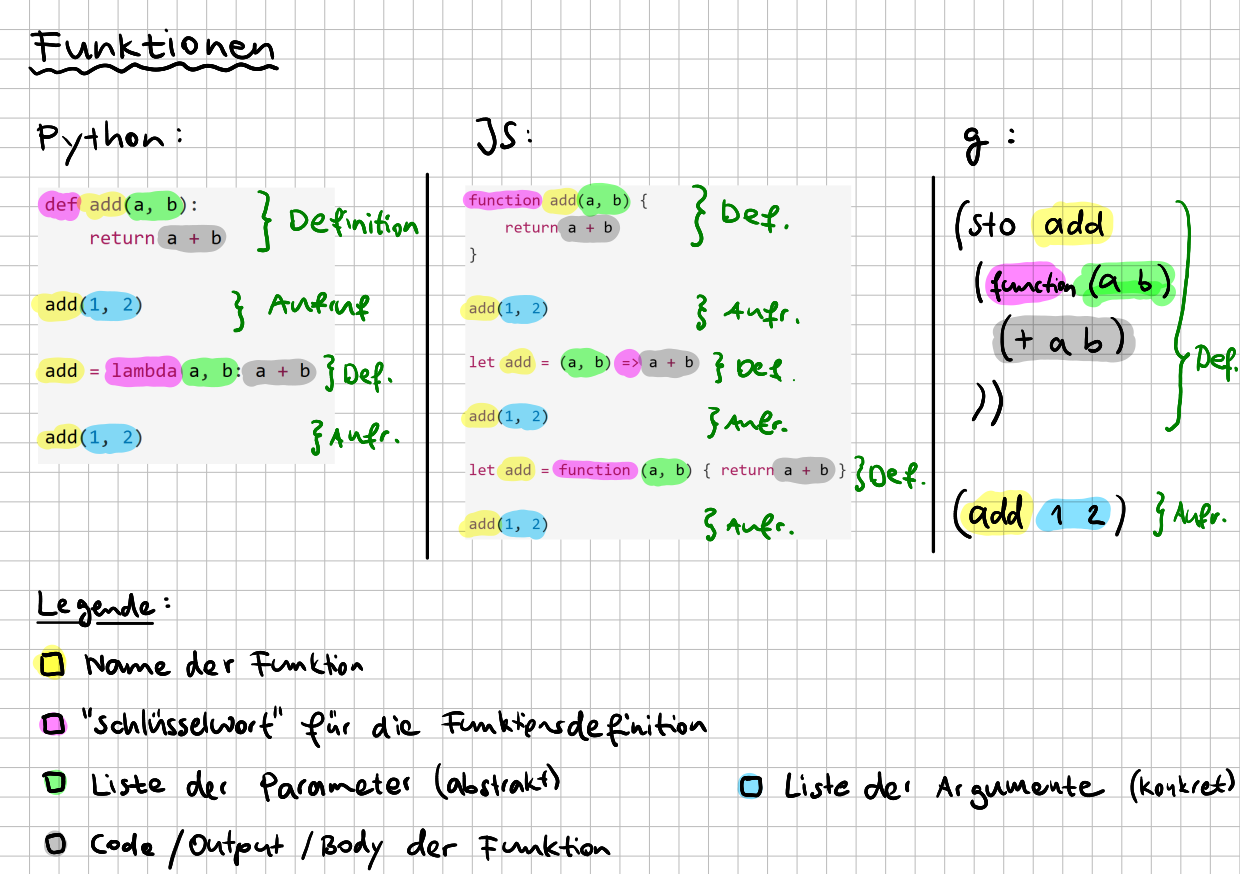 Funktionen
Python:
def add(a, b):
return a + b
} Definition
add(1, 2)
} Aufruf
add = lambda a, b: a + b } Def.
add(1, 2)
} Aufr.
JS:
function add(a, b) {
return a + b
}
} Def.
add(1, 2)
} Aufr.
let add = (a, b) => a + b } Def.
add(1, 2)
} Aufr.
let add = function (a, b) { return a + b } } Def.
add(1, 2)
} Aufr.
g:
(sto add
(function (a b)
(+ a b)
))
} Def.
(add 1 2) } Aufr.
Legende:
Name der Funktion
"Schlüsselwort" für die Funktionsdefinition
Liste der Parameter (abstrakt)
Liste der Argumente (konkret)
Code / Output / Body der Funktion